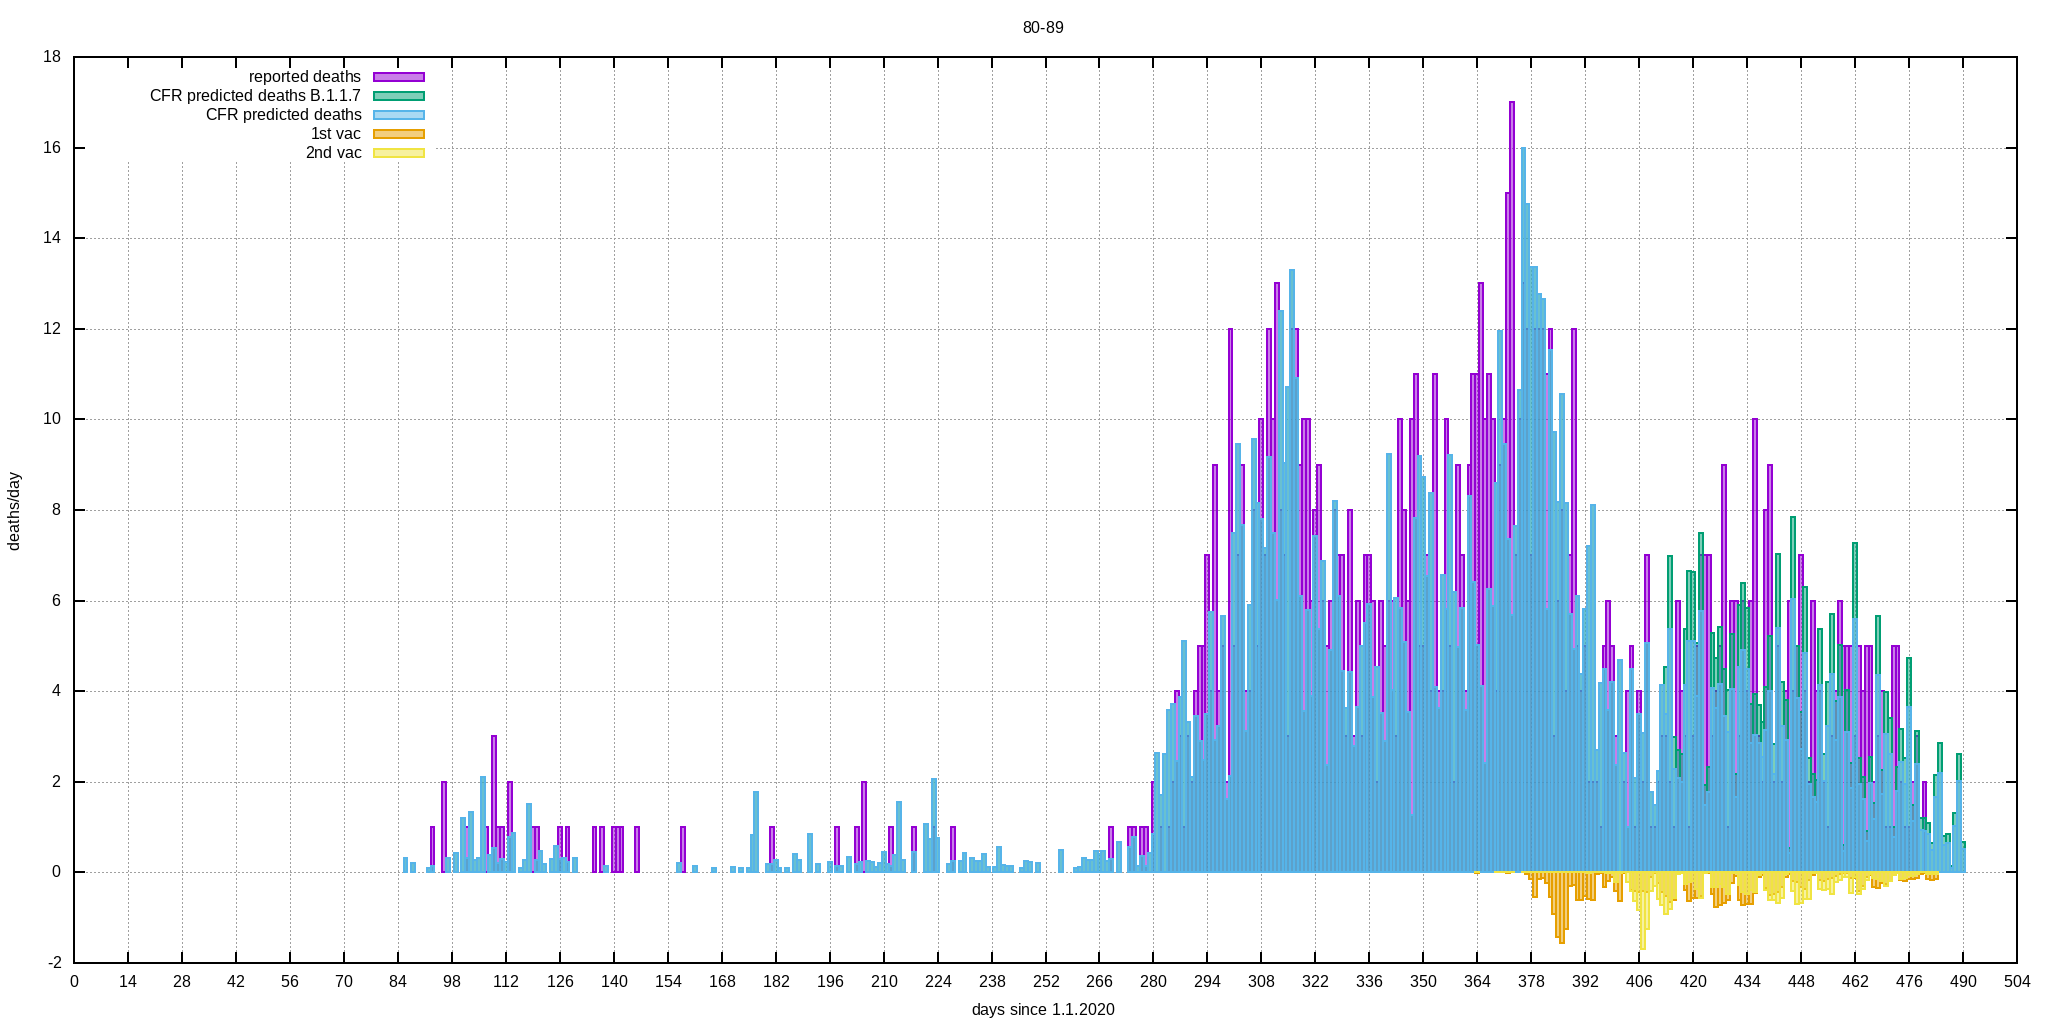 80-89
reported deaths
CFR predicted deaths B.1.1.7
CFR predicted deaths
1st vac
2nd vac
18
16
14
12
10
8
6
4
2
0
-2
deaths/day
0 14 28 42 56 70 84 98 112 126 140 154 168 182 196 210 224 238 252 266 280 294 308 322 336 350 364 378 392 406 420 434 448 462 476 490 504
days since 1.1.2020